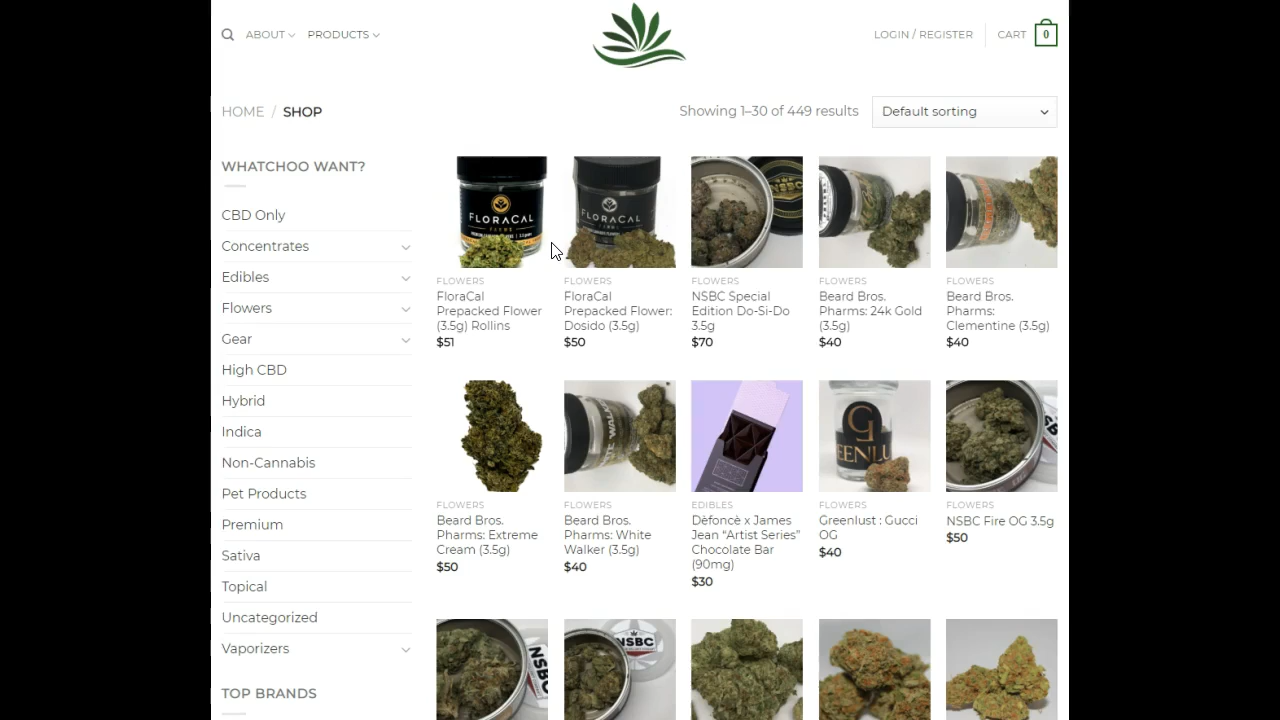 ABOUT
PRODUCTS
LOGIN / REGISTER
CART
0
HOME / SHOP
Showing 1–30 of 449 results
Default sorting
WHATCHOO WANT?
CBD Only
Concentrates
Edibles
Flowers
Gear
High CBD
Hybrid
Indica
Non-Cannabis
Pet Products
Premium
Sativa
Topical
Uncategorized
Vaporizers
TOP BRANDS
FLORACAL
FARMS
FLOWERS
FloraCal
Prepacked Flower
(3.5g) Rollins
$51
FLORACAL
FARMS
FLOWERS
FloraCal
Prepacked Flower:
Dosido (3.5g)
$50
NSBC
FLOWERS
NSBC Special
Edition Do-Si-Do
3.5g
$70
FLOWERS
Beard Bros.
Pharms: 24k Gold
(3.5g)
$40
FLOWERS
Beard Bros.
Pharms:
Clementine (3.5g)
$40
FLOWERS
Beard Bros.
Pharms: Extreme
Cream (3.5g)
$50
FLOWERS
Beard Bros.
Pharms: White
Walker (3.5g)
$40
EDIBLES
Dèfoncè x James
Jean “Artist Series”
Chocolate Bar
(90mg)
$30
FLOWERS
Greenlust : Gucci
OG
$40
FLOWERS
NSBC Fire OG 3.5g
$50
NSBC
NSBC